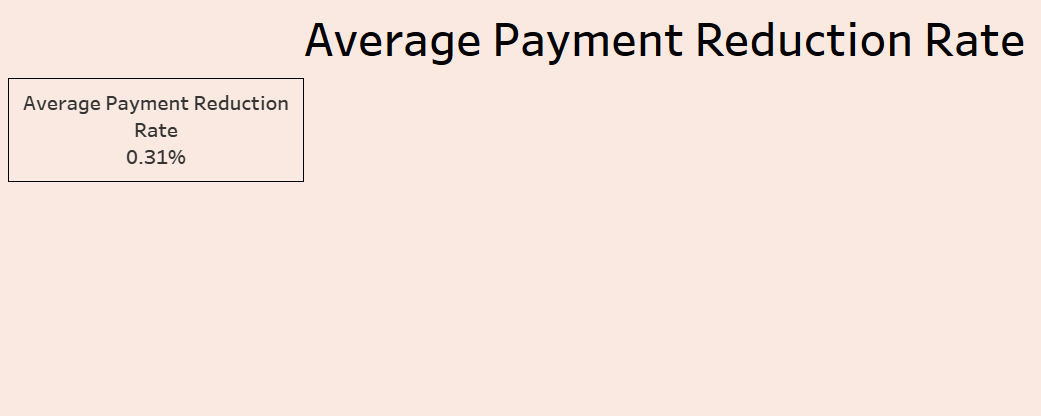 Average Payment Reduction Rate
Average Payment Reduction
Rate
0.31%